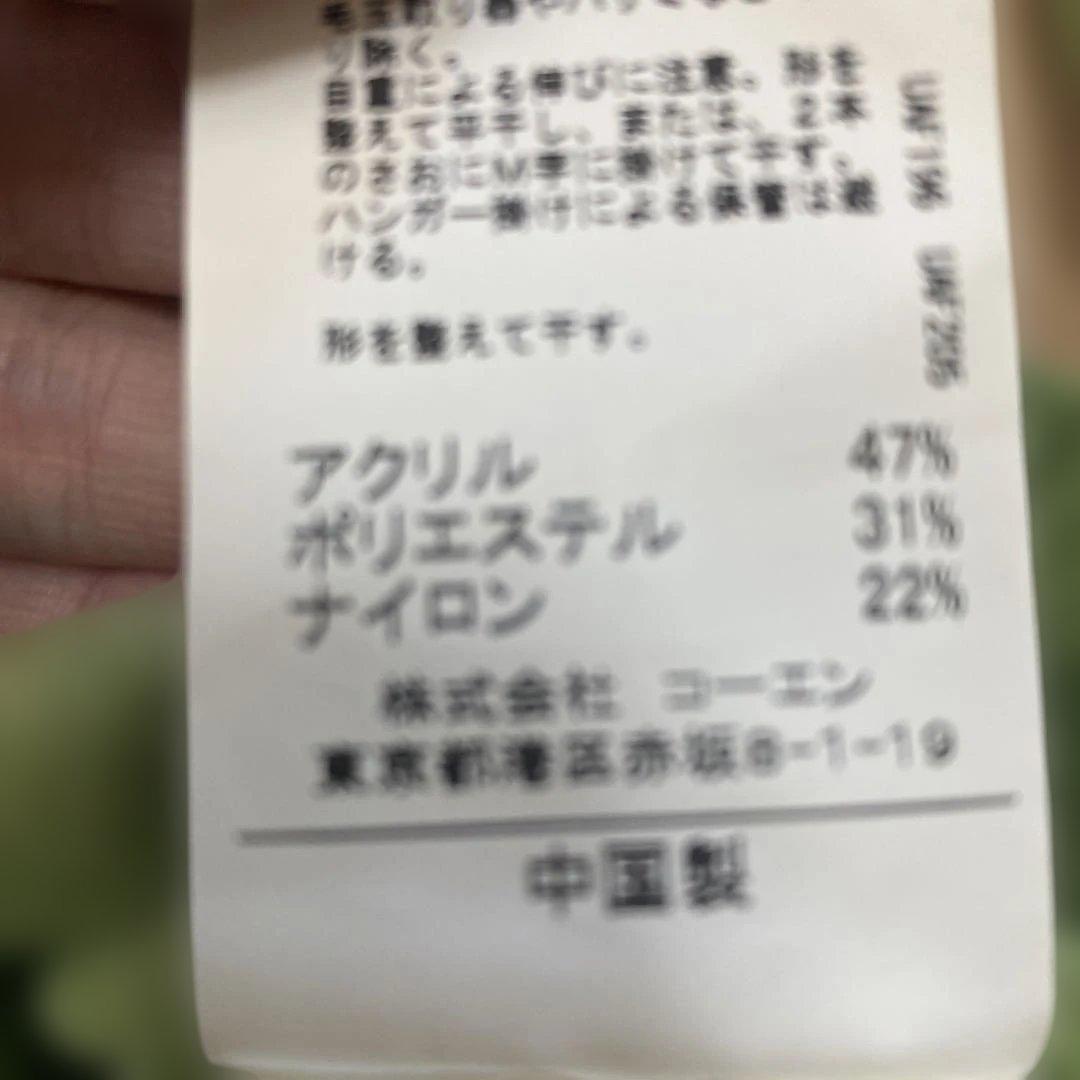 り除く。
自重による伸びに注意。形を
整えて平干し、または、2本
のさおにM字に掛けて干す。
ハンガー掛けによる保管は避
ける。
形を整えて干す。
アクリル 47%
ポリエステル 31%
ナイロン 22%
株式会社 コーエン
東京都港区赤坂8-1-19
中国製